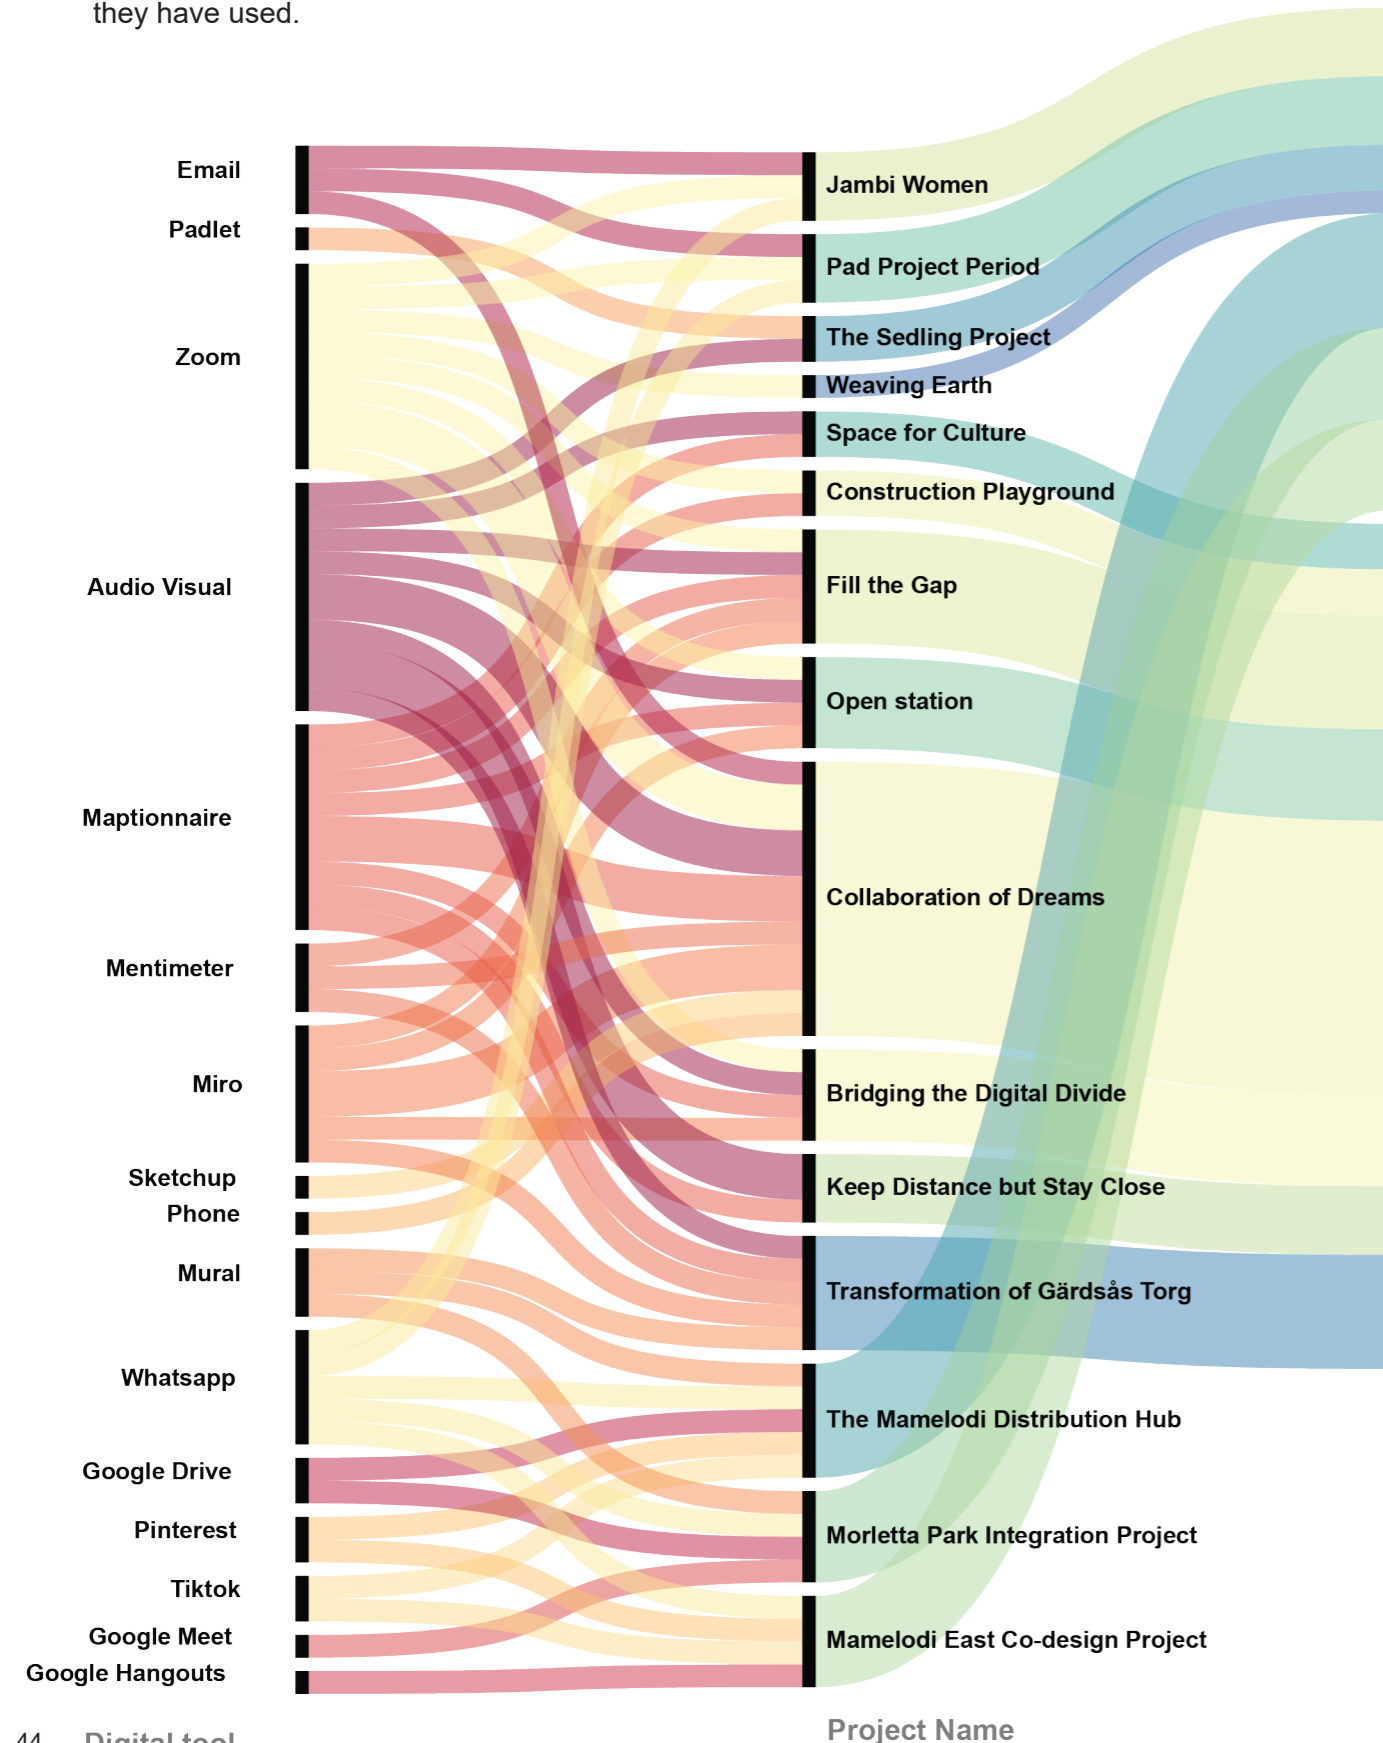 they have used.
Email
Padlet
Zoom
Audio Visual
Maptionnaire
Mentimeter
Miro
Sketchup
Phone
Mural
Whatsapp
Google Drive
Pinterest
Tiktok
Google Meet
Google Hangouts
Jambi Women
Pad Project Period
The Sedling Project
Weaving Earth
Space for Culture
Construction Playground
Fill the Gap
Open station
Collaboration of Dreams
Bridging the Digital Divide
Keep Distance but Stay Close
Transformation of Gärdsås Torg
The Mamelodi Distribution Hub
Morletta Park Integration Project
Mamelodi East Co-design Project
44 Digital tool
Project Name